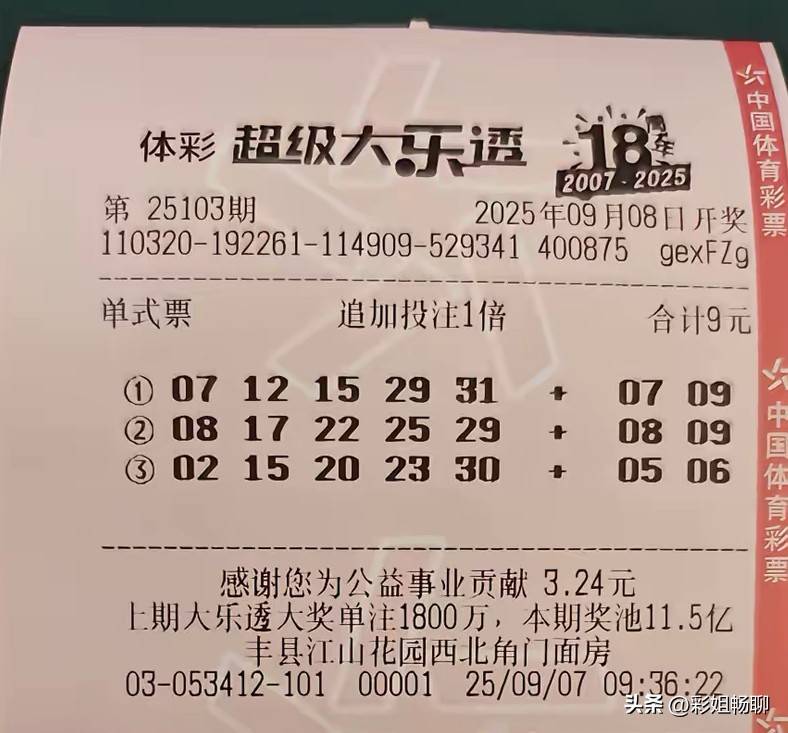 体彩 超级大乐透 18周年
2007-2025
第 25103期 2025年09月08日开奖
110320-192261-114909-529341 400875 gexFZg
单式票 追加投注1倍 合计9元
① 07 12 15 29 31 + 07 09
② 08 17 22 25 29 + 08 09
③ 02 15 20 23 30 + 05 06
感谢您为公益事业贡献 3.24元
上期大乐透大奖单注1800万，本期奖池11.5亿
丰县江山花园西北角门面房
03-053412-101 00001 25/09/07 09:36:22
中国体育彩票
中国体育彩票
头条 @彩姐畅聊